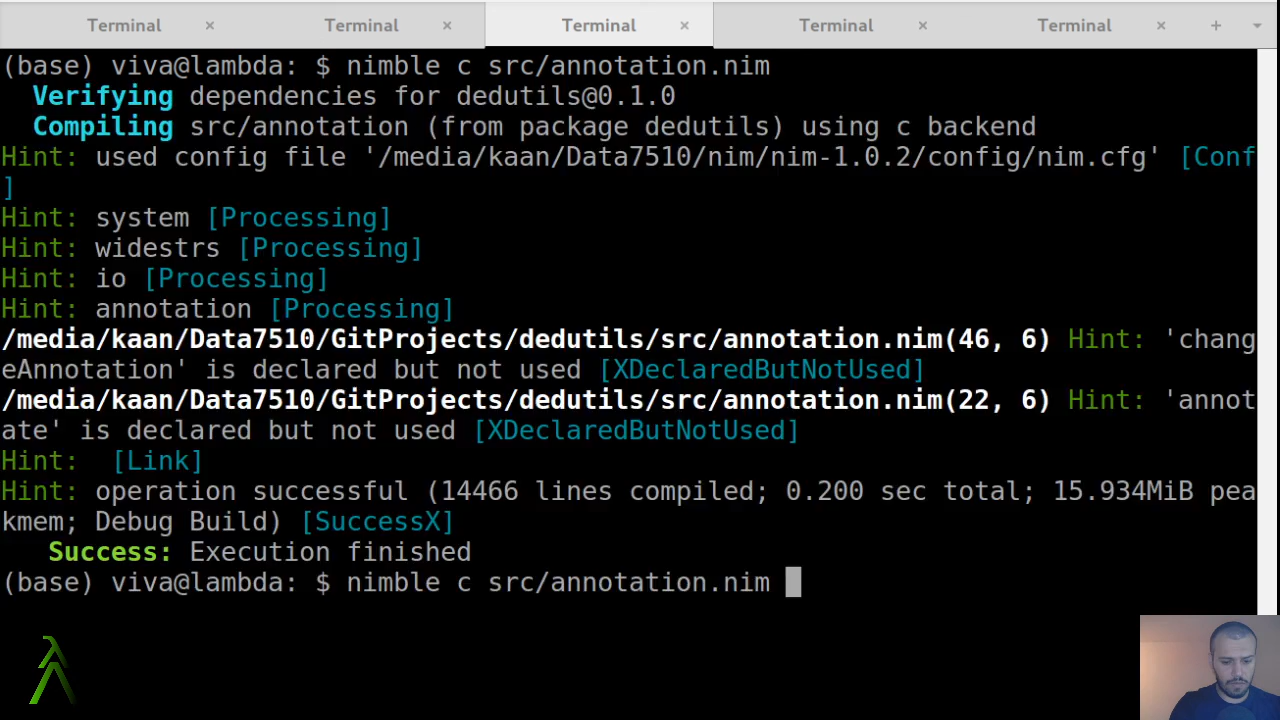 Terminal × Terminal × Terminal × Terminal × Terminal × +
(base) viva@lambda: $ nimble c src/annotation.nim
Verifying dependencies for dedutils@0.1.0
Compiling src/annotation (from package dedutils) using c backend
Hint: used config file '/media/kaan/Data7510/nim/nim-1.0.2/config/nim.cfg' [Conf
]
Hint: system [Processing]
Hint: widestrs [Processing]
Hint: io [Processing]
Hint: annotation [Processing]
/media/kaan/Data7510/GitProjects/dedutils/src/annotation.nim(46, 6) Hint: 'chang
eAnnotation' is declared but not used [XDeclaredButNotUsed]
/media/kaan/Data7510/GitProjects/dedutils/src/annotation.nim(22, 6) Hint: 'annot
ate' is declared but not used [XDeclaredButNotUsed]
Hint:  [Link]
Hint: operation successful (14466 lines compiled; 0.200 sec total; 15.934MiB pea
kmem; Debug Build) [SuccessX]
Success: Execution finished
(base) viva@lambda: $ nimble c src/annotation.nim